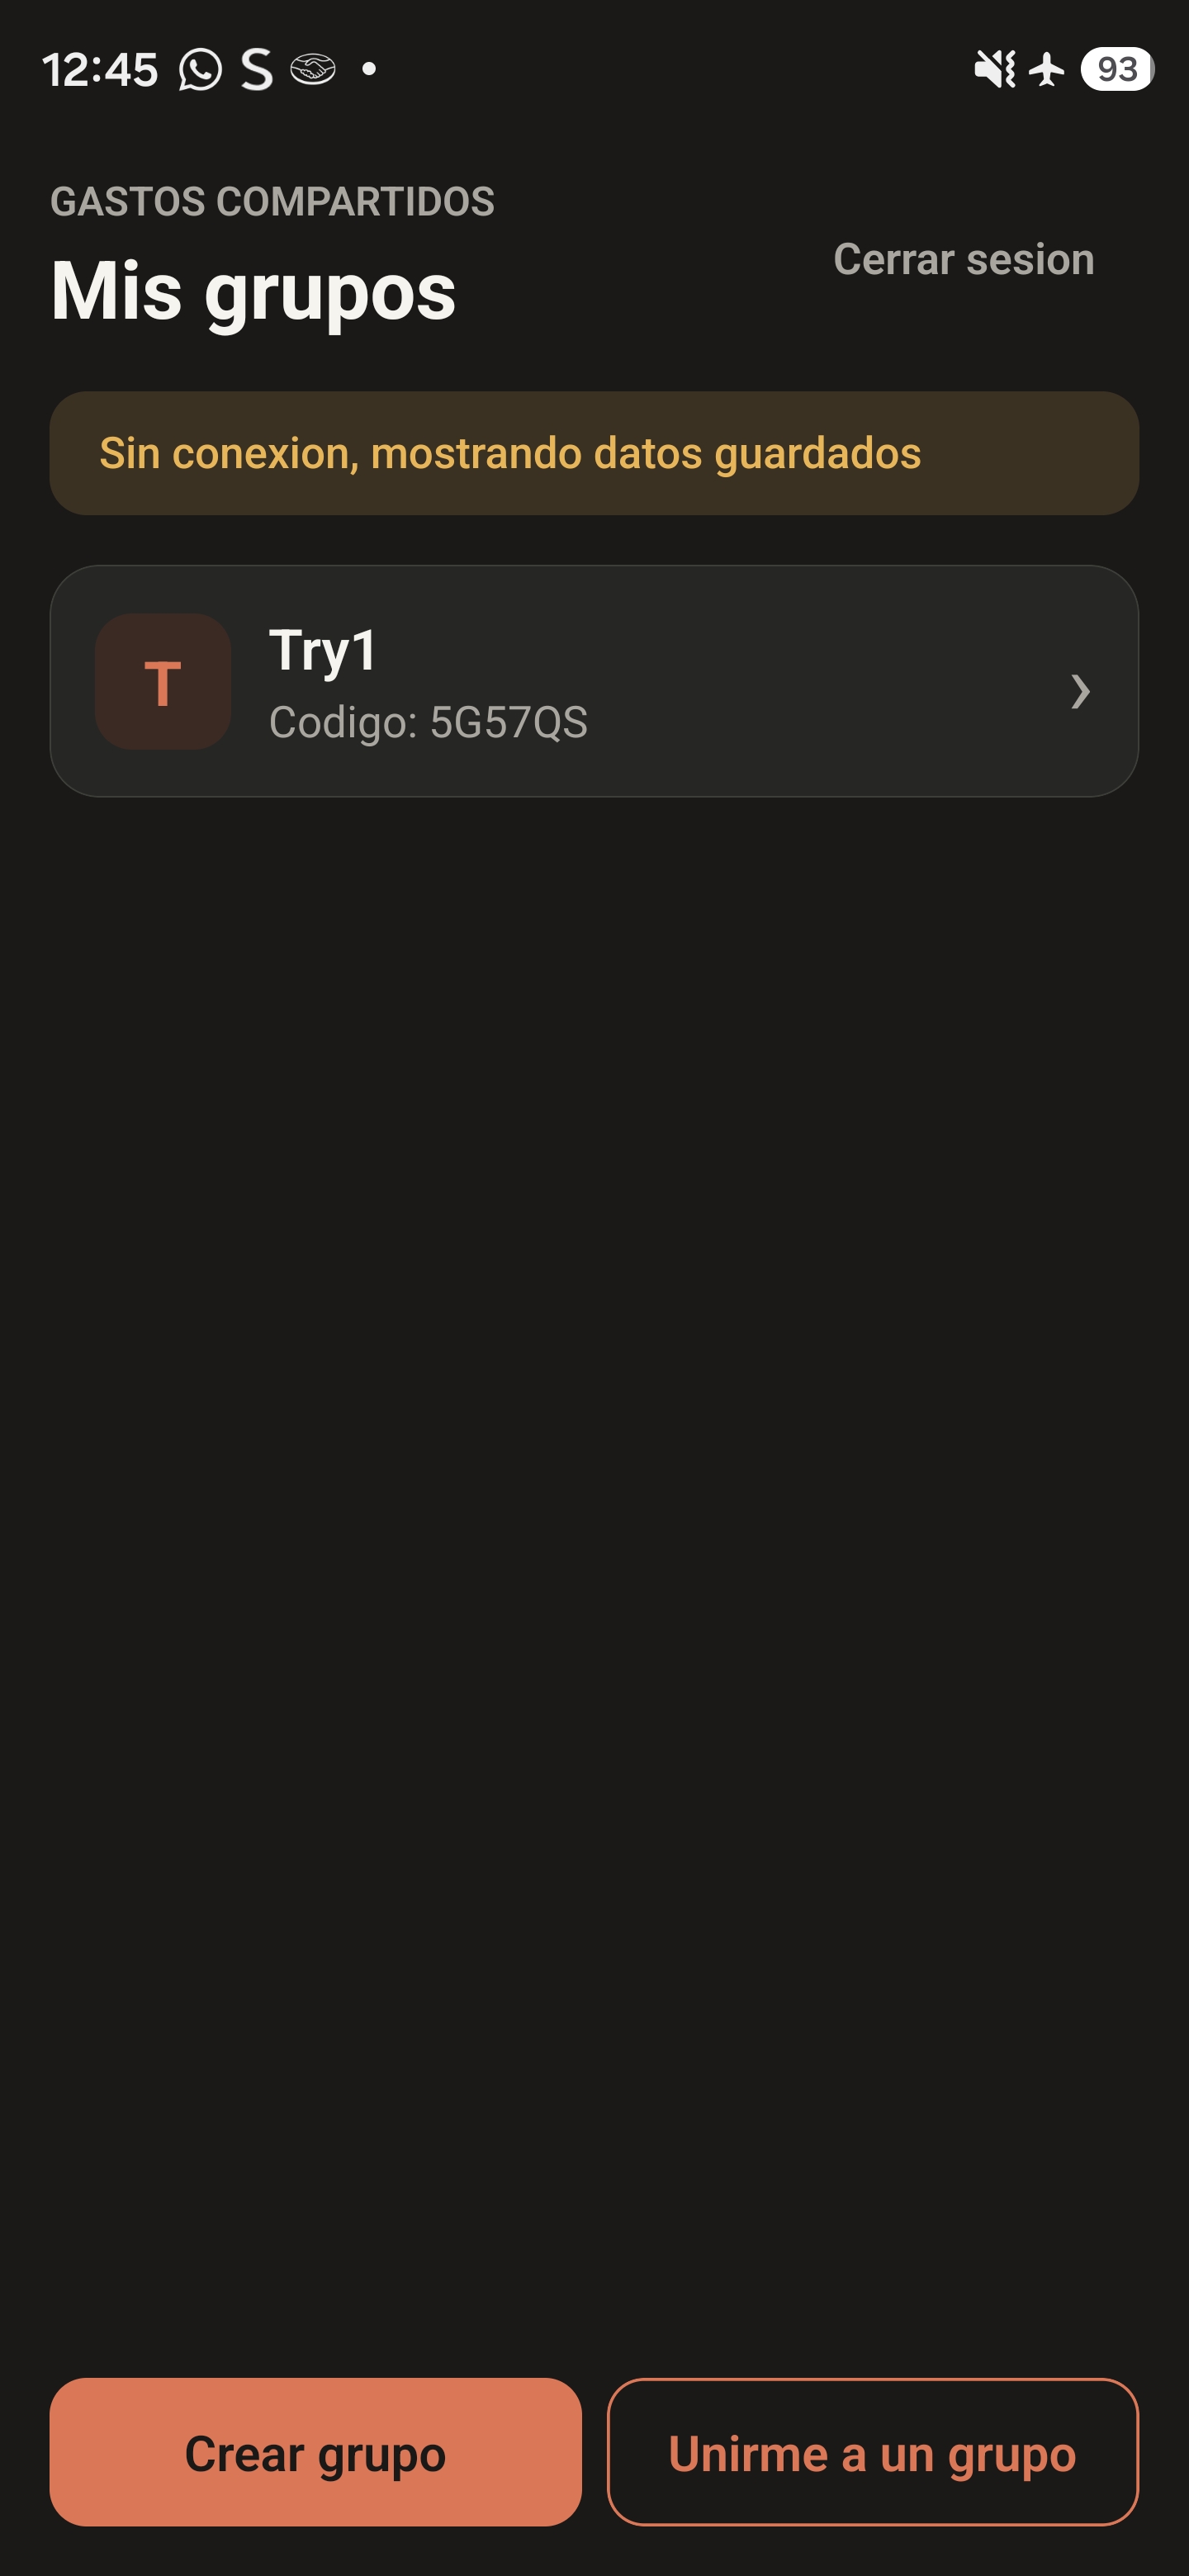 12:45
93
GASTOS COMPARTIDOS
Mis grupos
Cerrar sesion
Sin conexion, mostrando datos guardados
T
Try1
Codigo: 5G57QS
Crear grupo
Unirme a un grupo